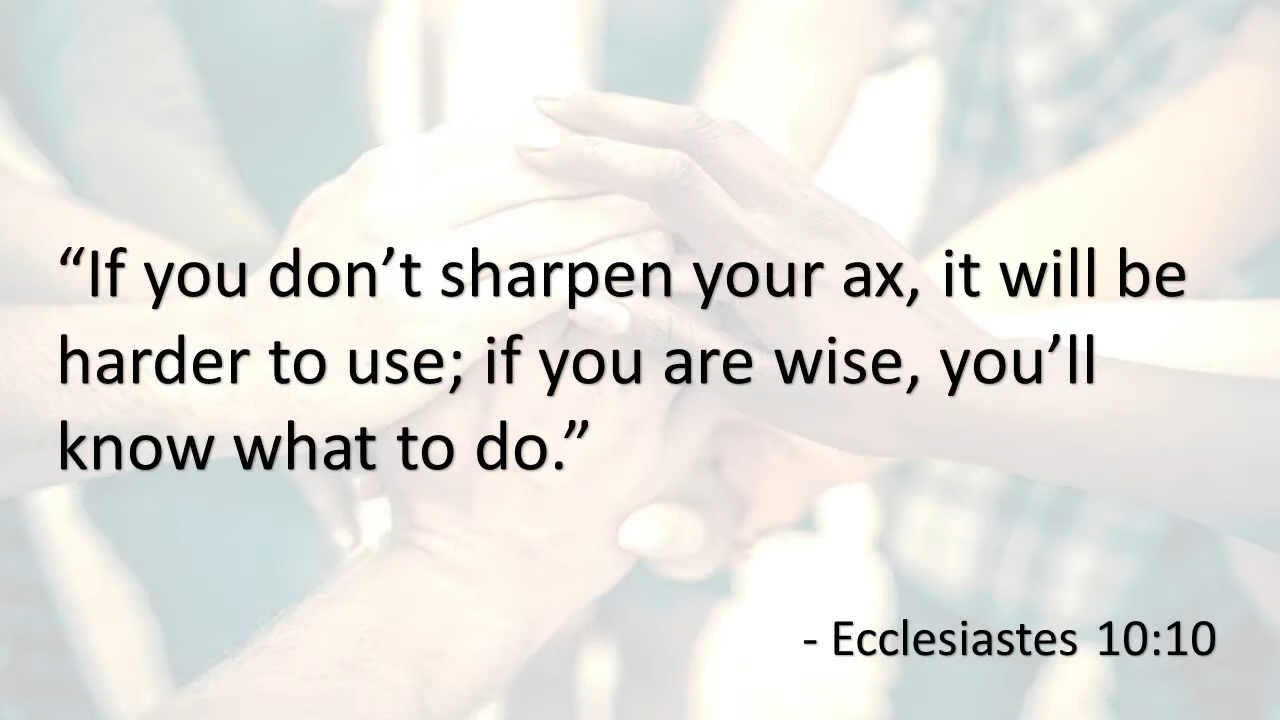 “If you don’t sharpen your ax, it will be
harder to use; if you are wise, you’ll
know what to do.”
- Ecclesiastes 10:10